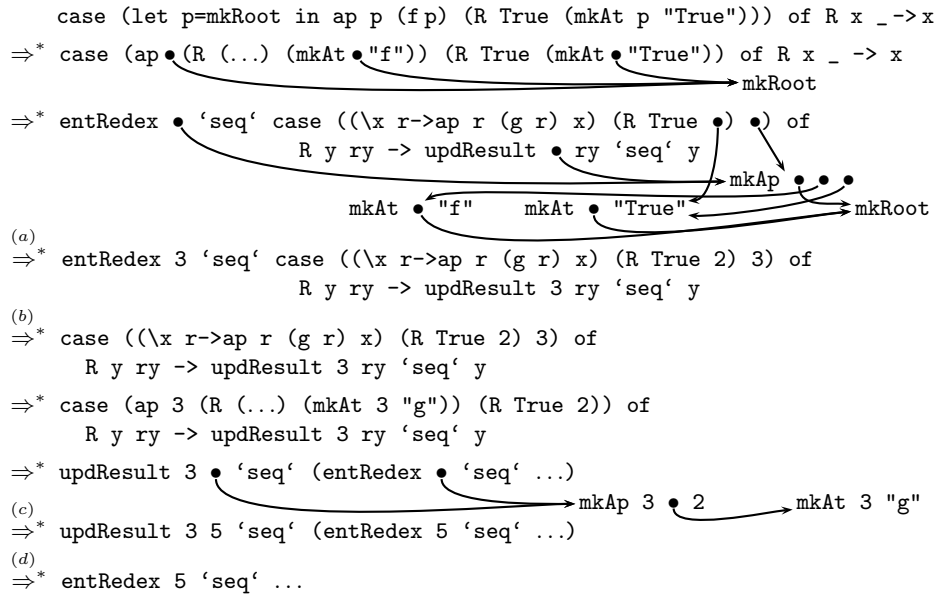 case (let p=mkRoot in ap p (f p) (R True (mkAt p "True"))) of R x _ -> x
⇒* case (ap • (R (...) (mkAt • "f")) (R True (mkAt • "True")) of R x _ -> x
mkRoot
⇒* entRedex • ‘seq‘ case ((\x r->ap r (g r) x) (R True •) •) of
R y ry -> updResult • ry ‘seq‘ y
mkAp • • •
mkAt • "f" mkAt • "True" mkRoot
(a)
⇒* entRedex 3 ‘seq‘ case ((\x r->ap r (g r) x) (R True 2) 3) of
R y ry -> updResult 3 ry ‘seq‘ y
(b)
⇒* case ((\x r->ap r (g r) x) (R True 2) 3) of
R y ry -> updResult 3 ry ‘seq‘ y
⇒* case (ap 3 (R (...) (mkAt 3 "g")) (R True 2)) of
R y ry -> updResult 3 ry ‘seq‘ y
⇒* updResult 3 • ‘seq‘ (entRedex • ‘seq‘ ...)
mkAp 3 • 2 mkAt 3 "g"
(c)
⇒* updResult 3 5 ‘seq‘ (entRedex 5 ‘seq‘ ...)
(d)
⇒* entRedex 5 ‘seq‘ ...